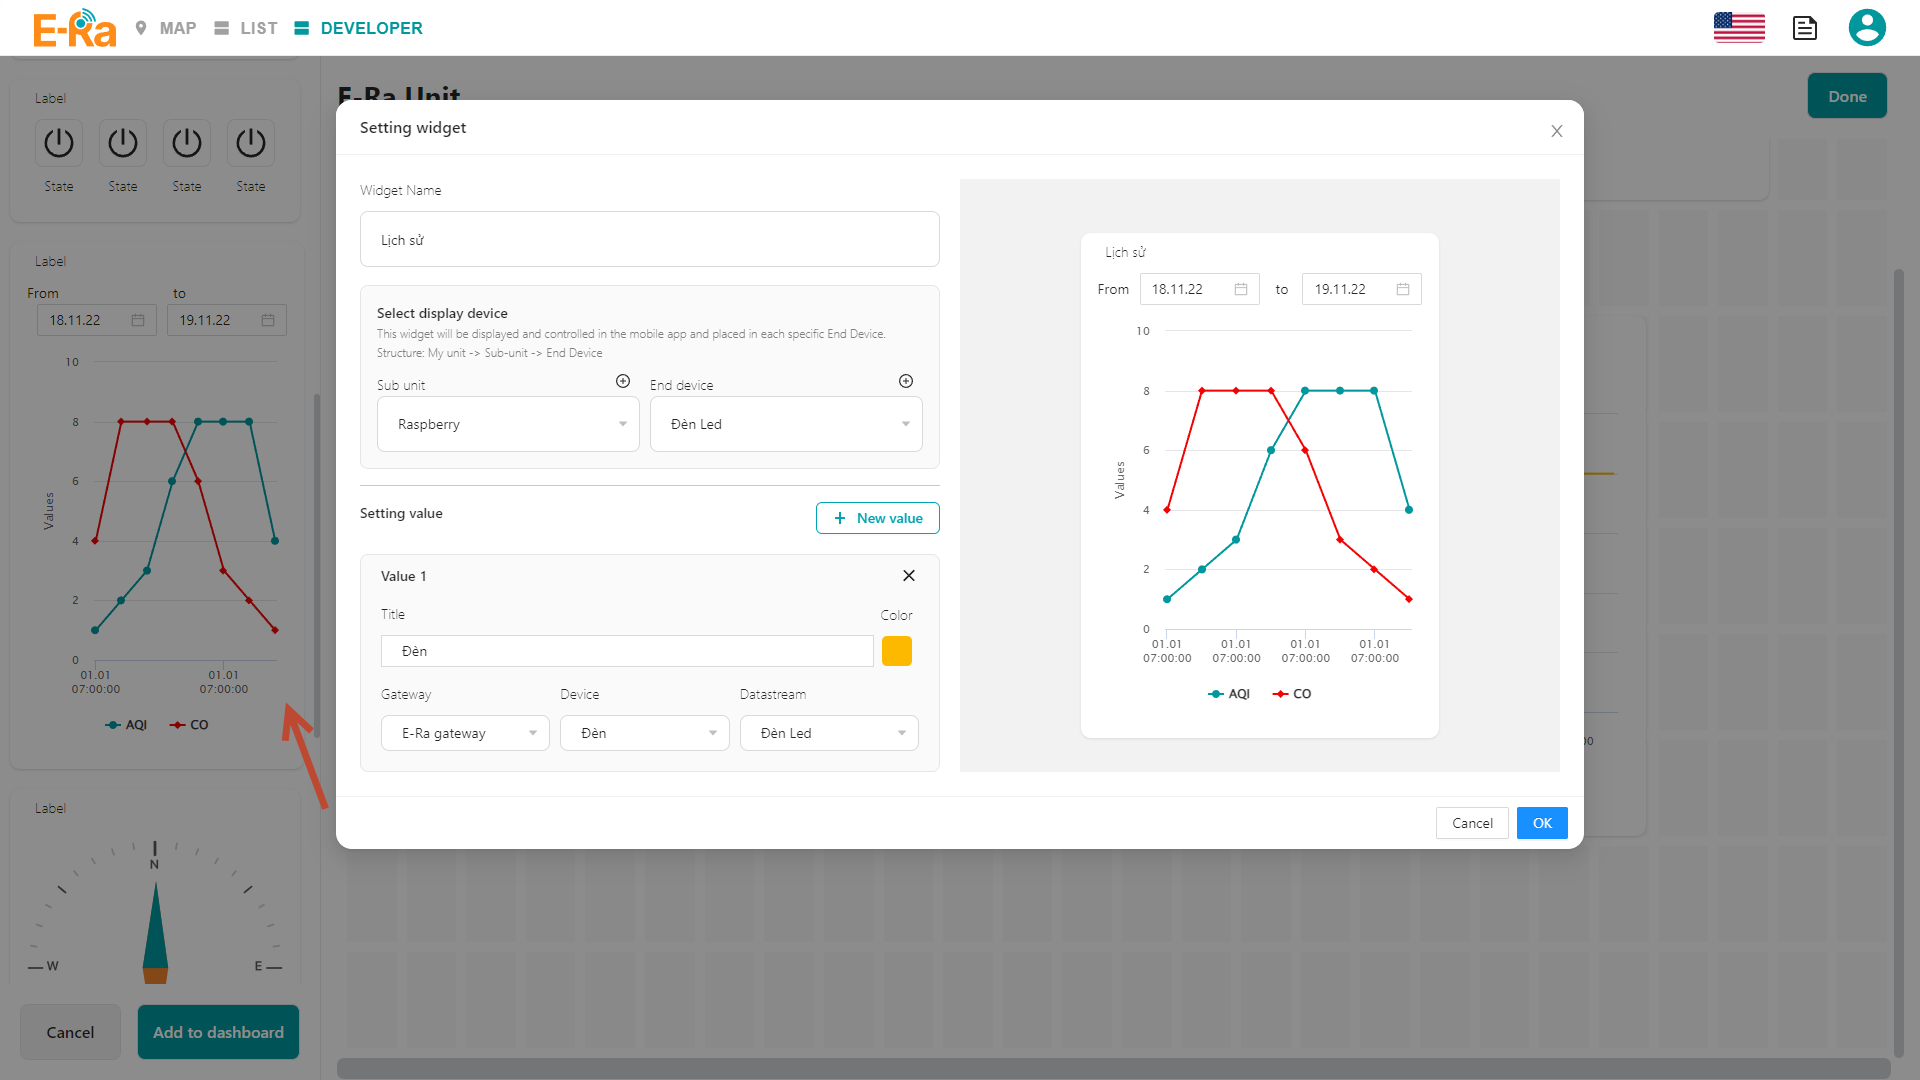 E-Ra MAP LIST DEVELOPER
Label
State State State State
Label
From to
18.11.22 19.11.22
10
8
6
4
2
0
Values
01.01 01.01
07:00:00 07:00:00
AQI CO
Label
N
W E
Cancel Add to dashboard
E-Ra Unit
Done
Setting widget
Widget Name
Lịch sử
Select display device
This widget will be displayed and controlled in the mobile app and placed in each specific End Device.
Structure: My unit -> Sub-unit -> End Device
Sub unit End device
Raspberry Đèn Led
Setting value
New value
Value 1
Title Color
Đèn
Gateway Device Datastream
E-Ra gateway Đèn Đèn Led
Lịch sử
From 18.11.22 to 19.11.22
10
8
6
4
2
0
Values
01.01 01.01 01.01 01.01
07:00:00 07:00:00 07:00:00 07:00:00
AQI CO
Cancel OK